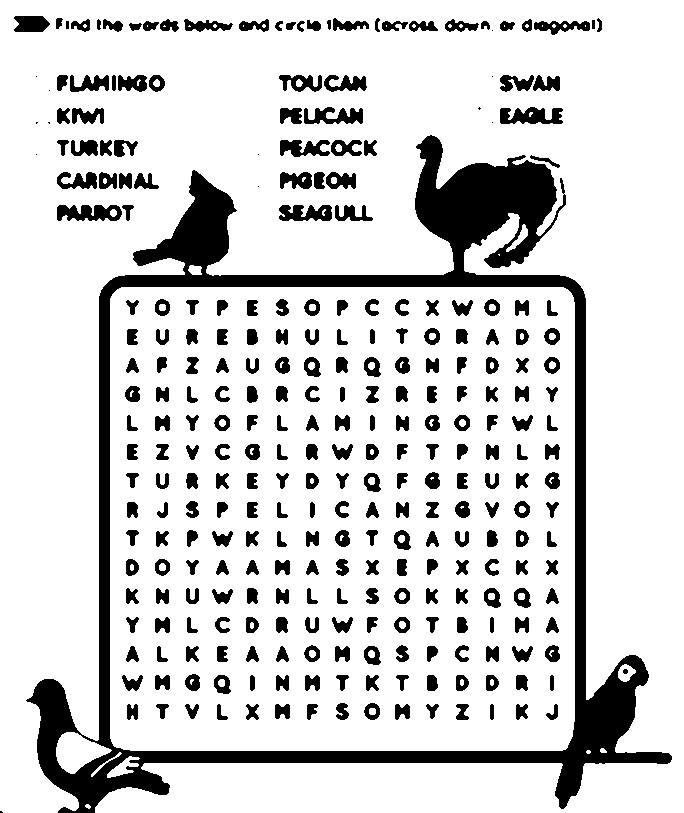 Find the words below and circle them (across, down, or diagonal)
FLAMINGO TOUCAN SWAN
KIWI PELICAN EAGLE
TURKEY PEACOCK
CARDINAL PIGEON
PARROT SEAGULL
Y O T P E S O P C C X W O M L
E U R E B N U L I T O R A D O
A F Z A U G Q R Q G N F D X O
G N L C B R C I Z R E F K M Y
L M Y O F L A M I N G O F W L
E Z V C G L R W D F T P N L M
T U R K E Y D Y Q F G E U K G
R J S P E L I C A N Z G V O Y
T K P W K L N G T Q A U B D L
D O Y A A M A S X E P X C K X
K N U W R N L L S O K K Q Q A
Y M L C D R U W F O T B I M A
A L K E A A O M Q S P C N W G
W M G Q I N M T K T B D D R I
H T V L X M F S O M Y Z I K J